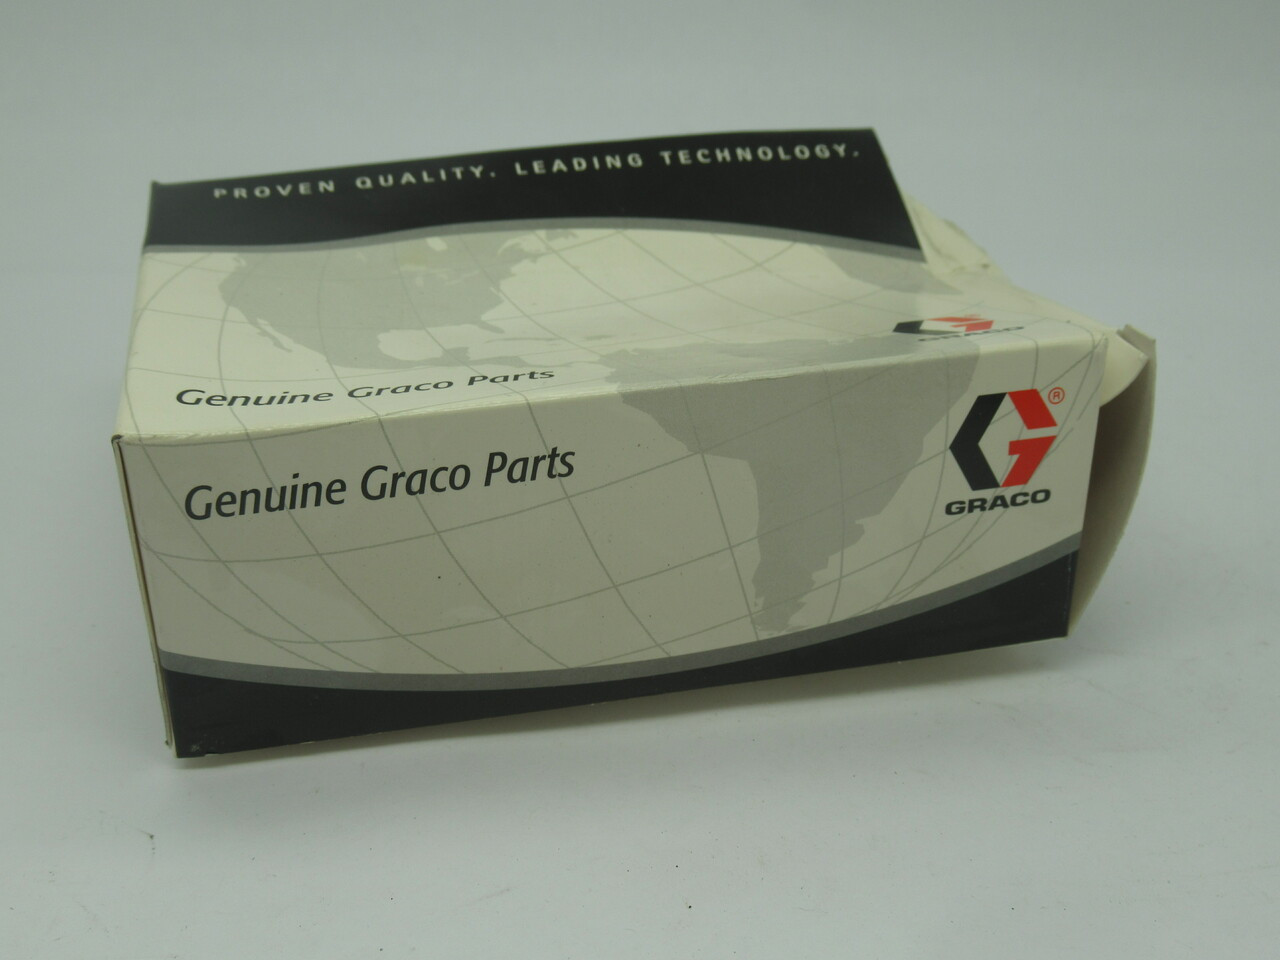 PROVEN QUALITY. LEADING TECHNOLOGY.
GRACO
Genuine Graco Parts
Genuine Graco Parts
®
GRACO